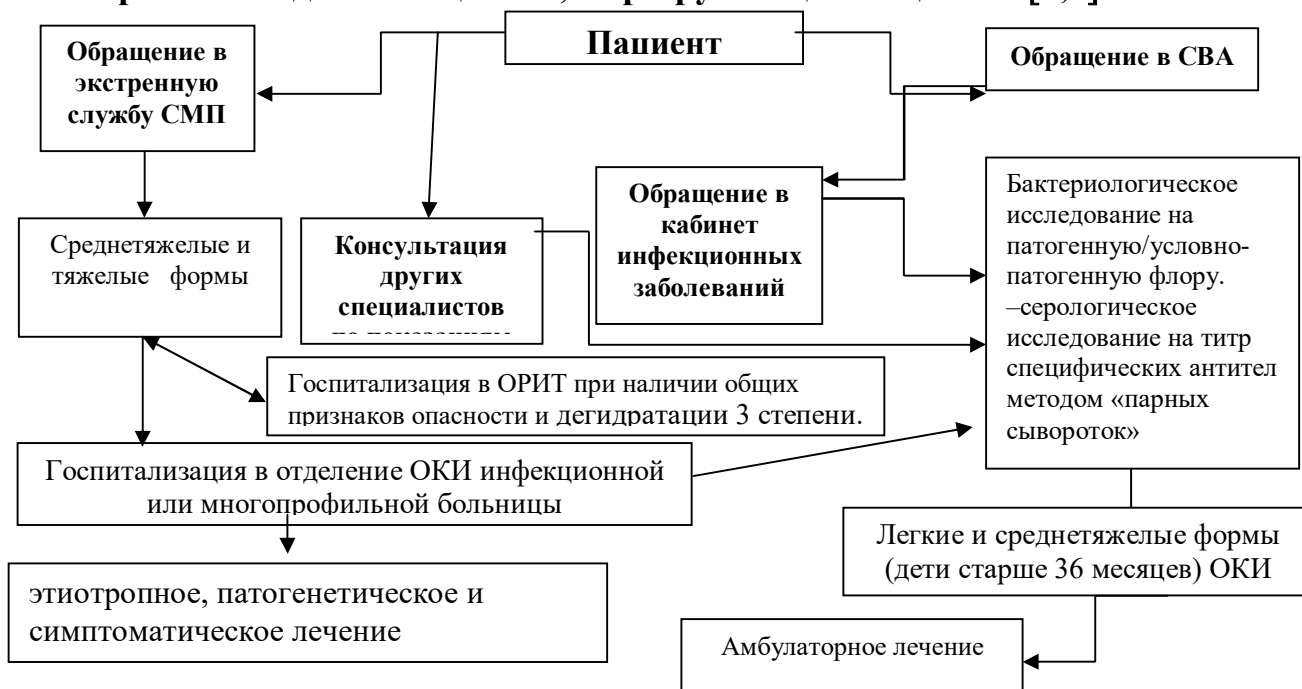 Пациент
Обращение в
экстренную
службу СМП
Обращение в СВА
Обращение в
кабинет
инфекционных
заболеваний
Бактериологическое
исследование на
патогенную/условно-
патогенную флору.
–серологическое
исследование на титр
специфических антител
методом «парных
сывороток»
Среднетяжелые и
тяжелые формы
Консультация
других
специалистов
по показаниям
Госпитализация в ОРИТ при наличии общих
признаков опасности и дегидратации 3 степени.
Госпитализация в отделение ОКИ инфекционной
или многопрофильной больницы
Легкие и среднетяжелые формы
(дети старше 36 месяцев) ОКИ
этиотропное, патогенетическое и
симптоматическое лечение
Амбулаторное лечение